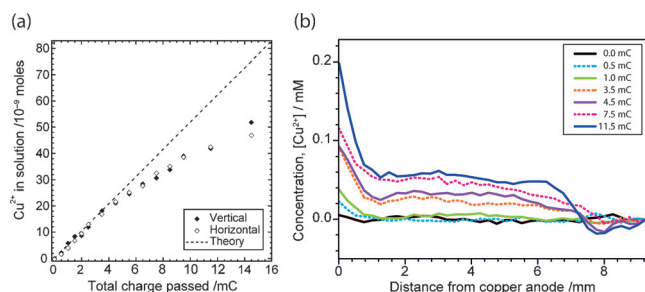 (a)
Cu²⁺ in solution /10⁻⁹ moles
80
70
60
50
40
30
20
10
0
0 2 4 6 8 10 12 14 16
Total charge passed /mC
Vertical
Horizontal
Theory
(b)
Concentration, [Cu²⁺] / mM
0.2
0.1
0.0
0 2 4 6 8
Distance from copper anode /mm
0.0 mC
0.5 mC
1.0 mC
3.5 mC
4.5 mC
7.5 mC
11.5 mC